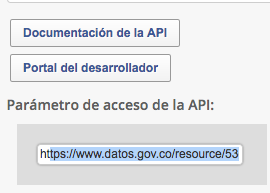 Documentación de la API
Portal del desarrollador
Parámetro de acceso de la API:
https://www.datos.gov.co/resource/53